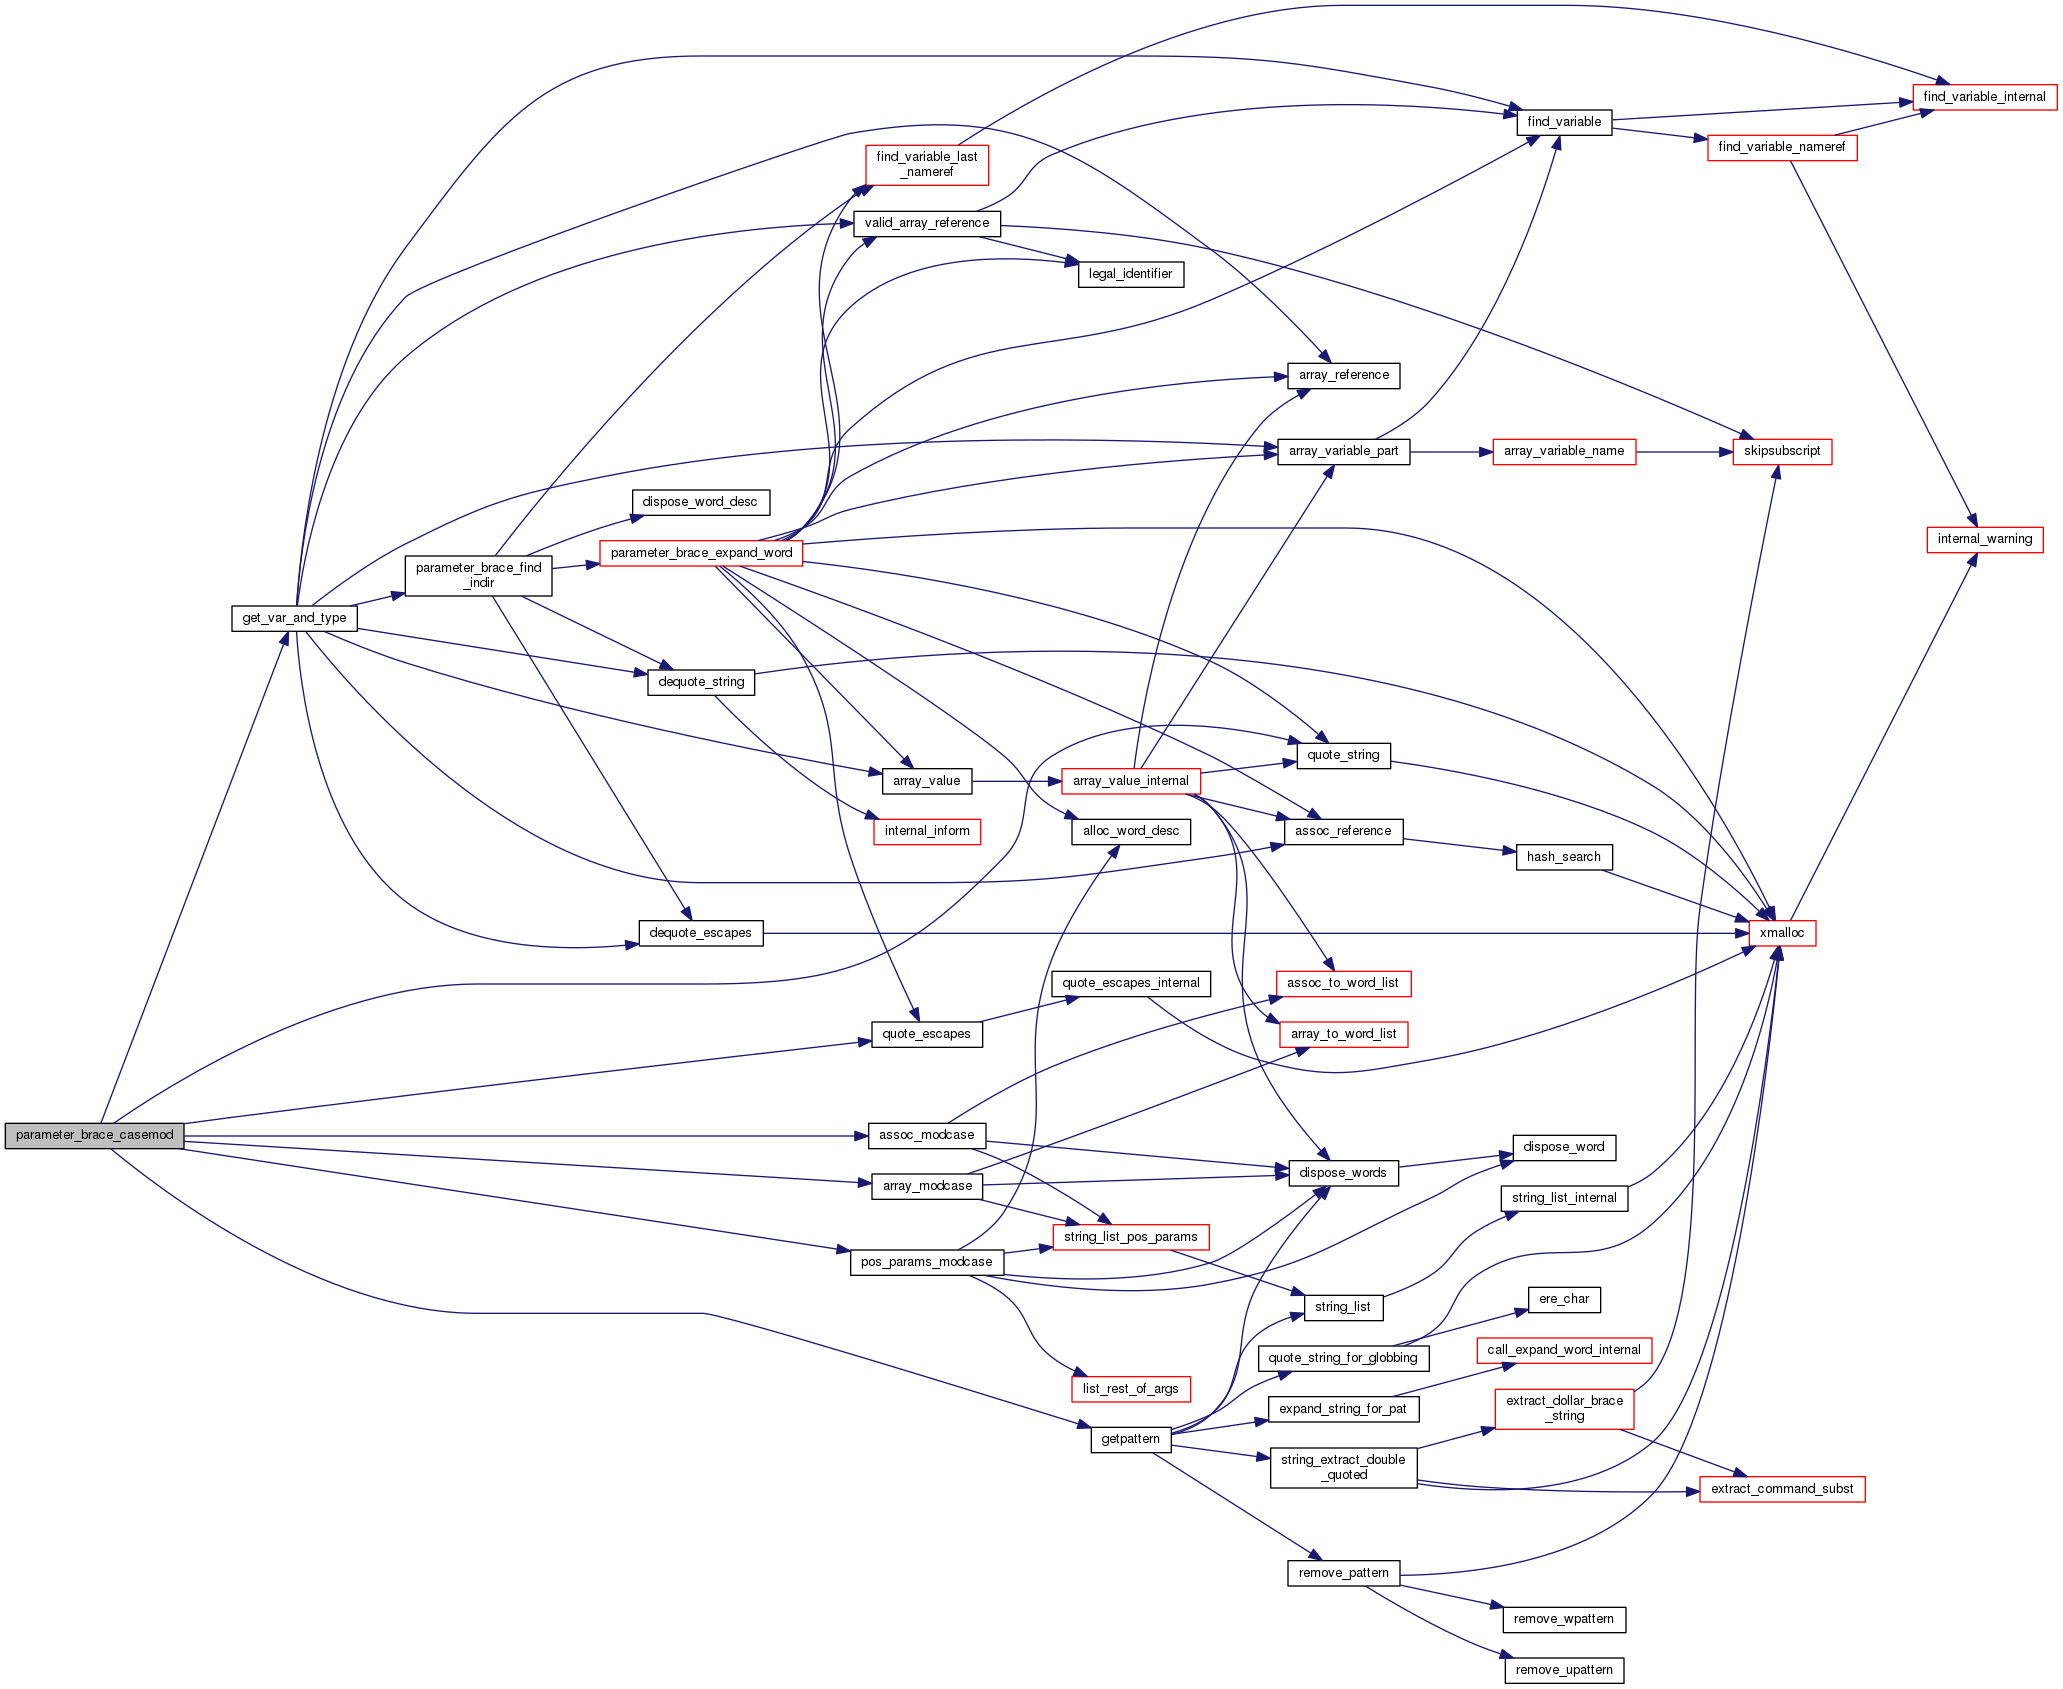 find_variable_internal
find_variable
find_variable_nameref
find_variable_last
_nameref
valid_array_reference
legal_identifier
array_reference
array_variable_part
array_variable_name
skipsubscript
dispose_word_desc
internal_warning
parameter_brace_expand_word
parameter_brace_find
_indir
get_var_and_type
dequote_string
quote_string
array_value
array_value_internal
internal_inform
alloc_word_desc
assoc_reference
hash_search
dequote_escapes
xmalloc
quote_escapes_internal
assoc_to_word_list
quote_escapes
array_to_word_list
parameter_brace_casemod
assoc_modcase
dispose_word
dispose_words
array_modcase
string_list_internal
string_list_pos_params
pos_params_modcase
ere_char
string_list
call_expand_word_internal
quote_string_for_globbing
list_rest_of_args
extract_dollar_brace
_string
expand_string_for_pat
getpattern
string_extract_double
_quoted
extract_command_subst
remove_pattern
remove_wpattern
remove_upattern